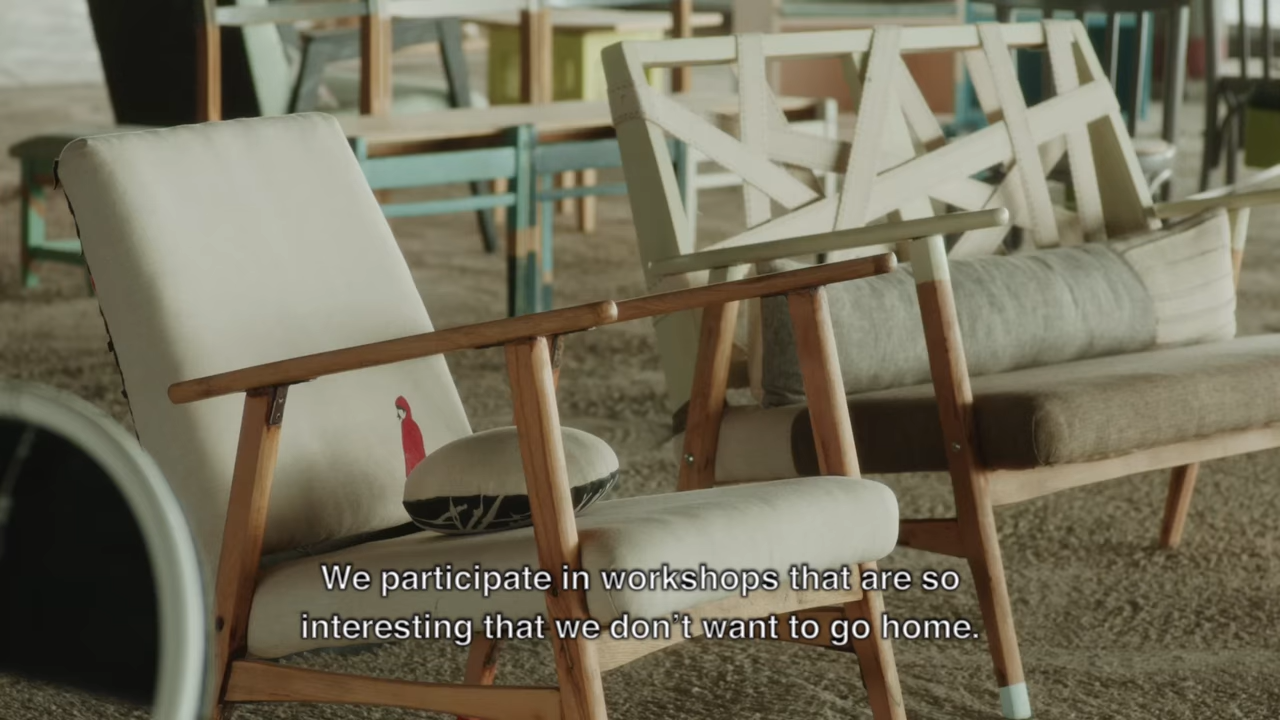 We participate in workshops that are so
interesting that we don’t want to go home.